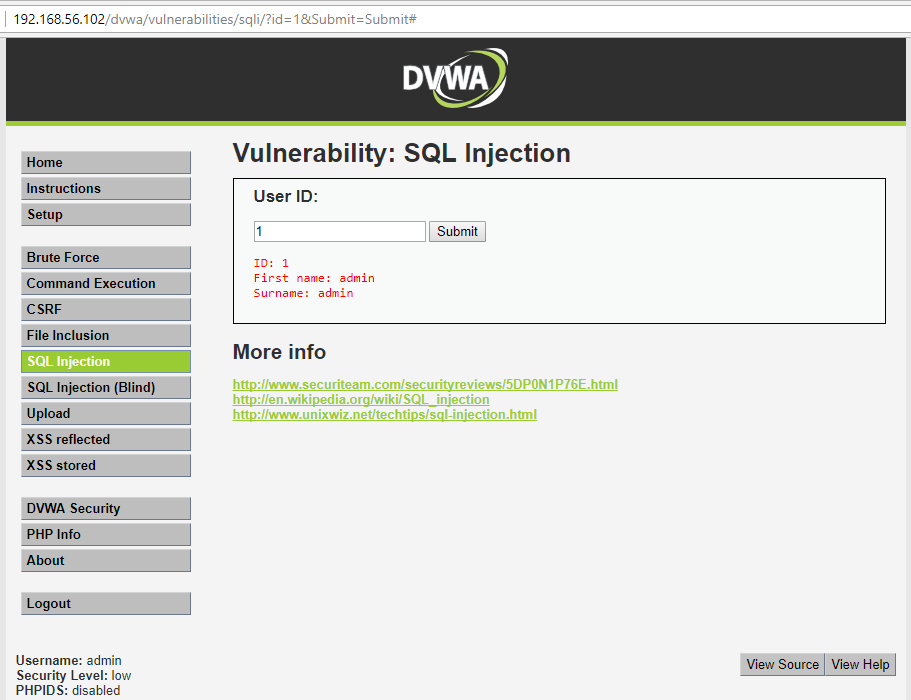 192.168.56.102/dvwa/vulnerabilities/sqli/?id=1&Submit=Submit#
DVWA
Home
Instructions
Setup
Brute Force
Command Execution
CSRF
File Inclusion
SQL Injection
SQL Injection (Blind)
Upload
XSS reflected
XSS stored
DVWA Security
PHP Info
About
Logout
Vulnerability: SQL Injection
User ID:
1 Submit
ID: 1
First name: admin
Surname: admin
More info
http://www.securiteam.com/securityreviews/5DP0N1P76E.html
http://en.wikipedia.org/wiki/SQL_injection
http://www.unixwiz.net/techtips/sql-injection.html
Username: admin
Security Level: low
PHPIDS: disabled
View Source View Help